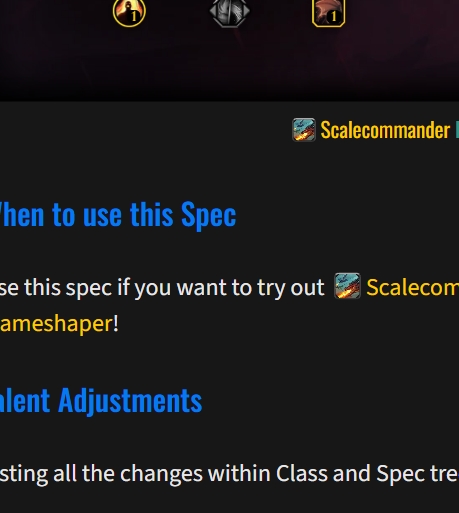 1 1
Scalecommander
When to use this Spec
se this spec if you want to try out Scalecom
ameshaper!
alent Adjustments
sting all the changes within Class and Spec tre